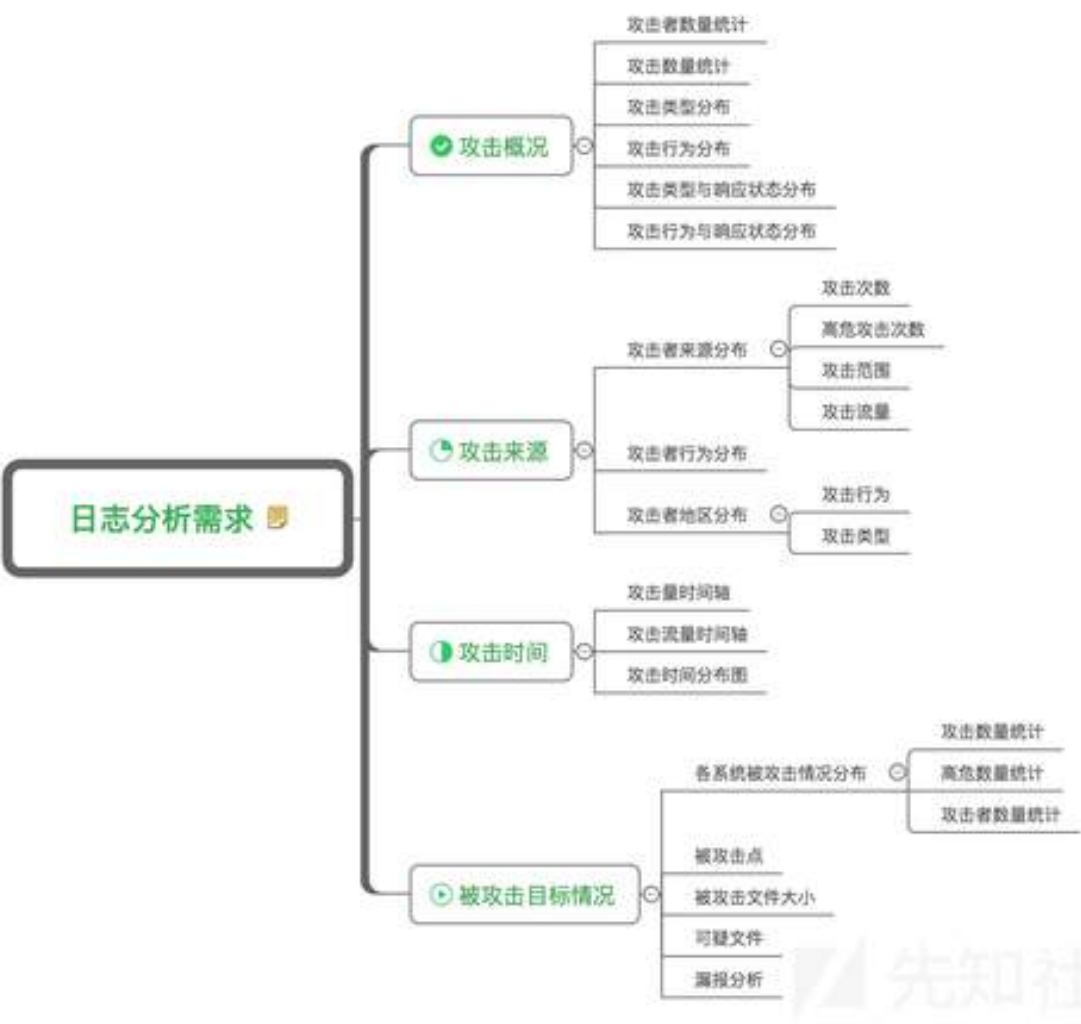 日志分析需求
攻击概况
攻击者数量统计
攻击数量统计
攻击类型分布
攻击行为分布
攻击类型与响应状态分布
攻击行为与响应状态分布
攻击来源
攻击者来源分布
攻击次数
高危攻击次数
攻击范围
攻击流量
攻击者行为分布
攻击者地区分布
攻击行为
攻击类型
攻击时间
攻击量时间轴
攻击流量时间轴
攻击时间分布图
被攻击目标情况
各系统被攻击情况分布
攻击数量统计
高危数量统计
攻击者数量统计
被攻击点
被攻击文件大小
可疑文件
漏报分析
先知社